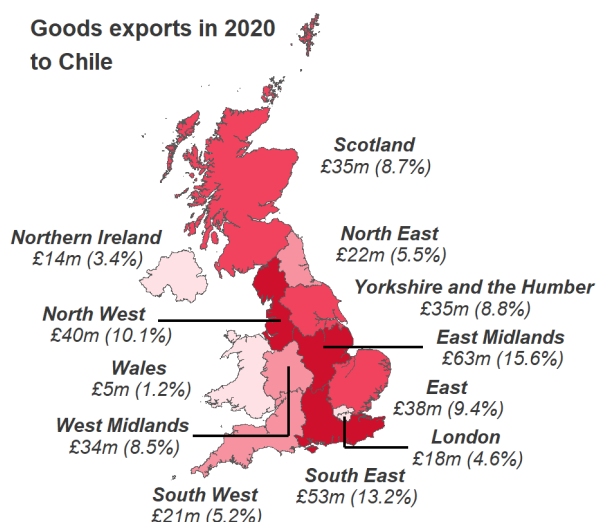 Goods exports in 2020
to Chile
Scotland
£35m (8.7%)
Northern Ireland
£14m (3.4%)
North East
£22m (5.5%)
Yorkshire and the Humber
£35m (8.8%)
North West
£40m (10.1%)
East Midlands
£63m (15.6%)
Wales
£5m (1.2%)
East
£38m (9.4%)
West Midlands
£34m (8.5%)
London
£18m (4.6%)
South East
£53m (13.2%)
South West
£21m (5.2%)